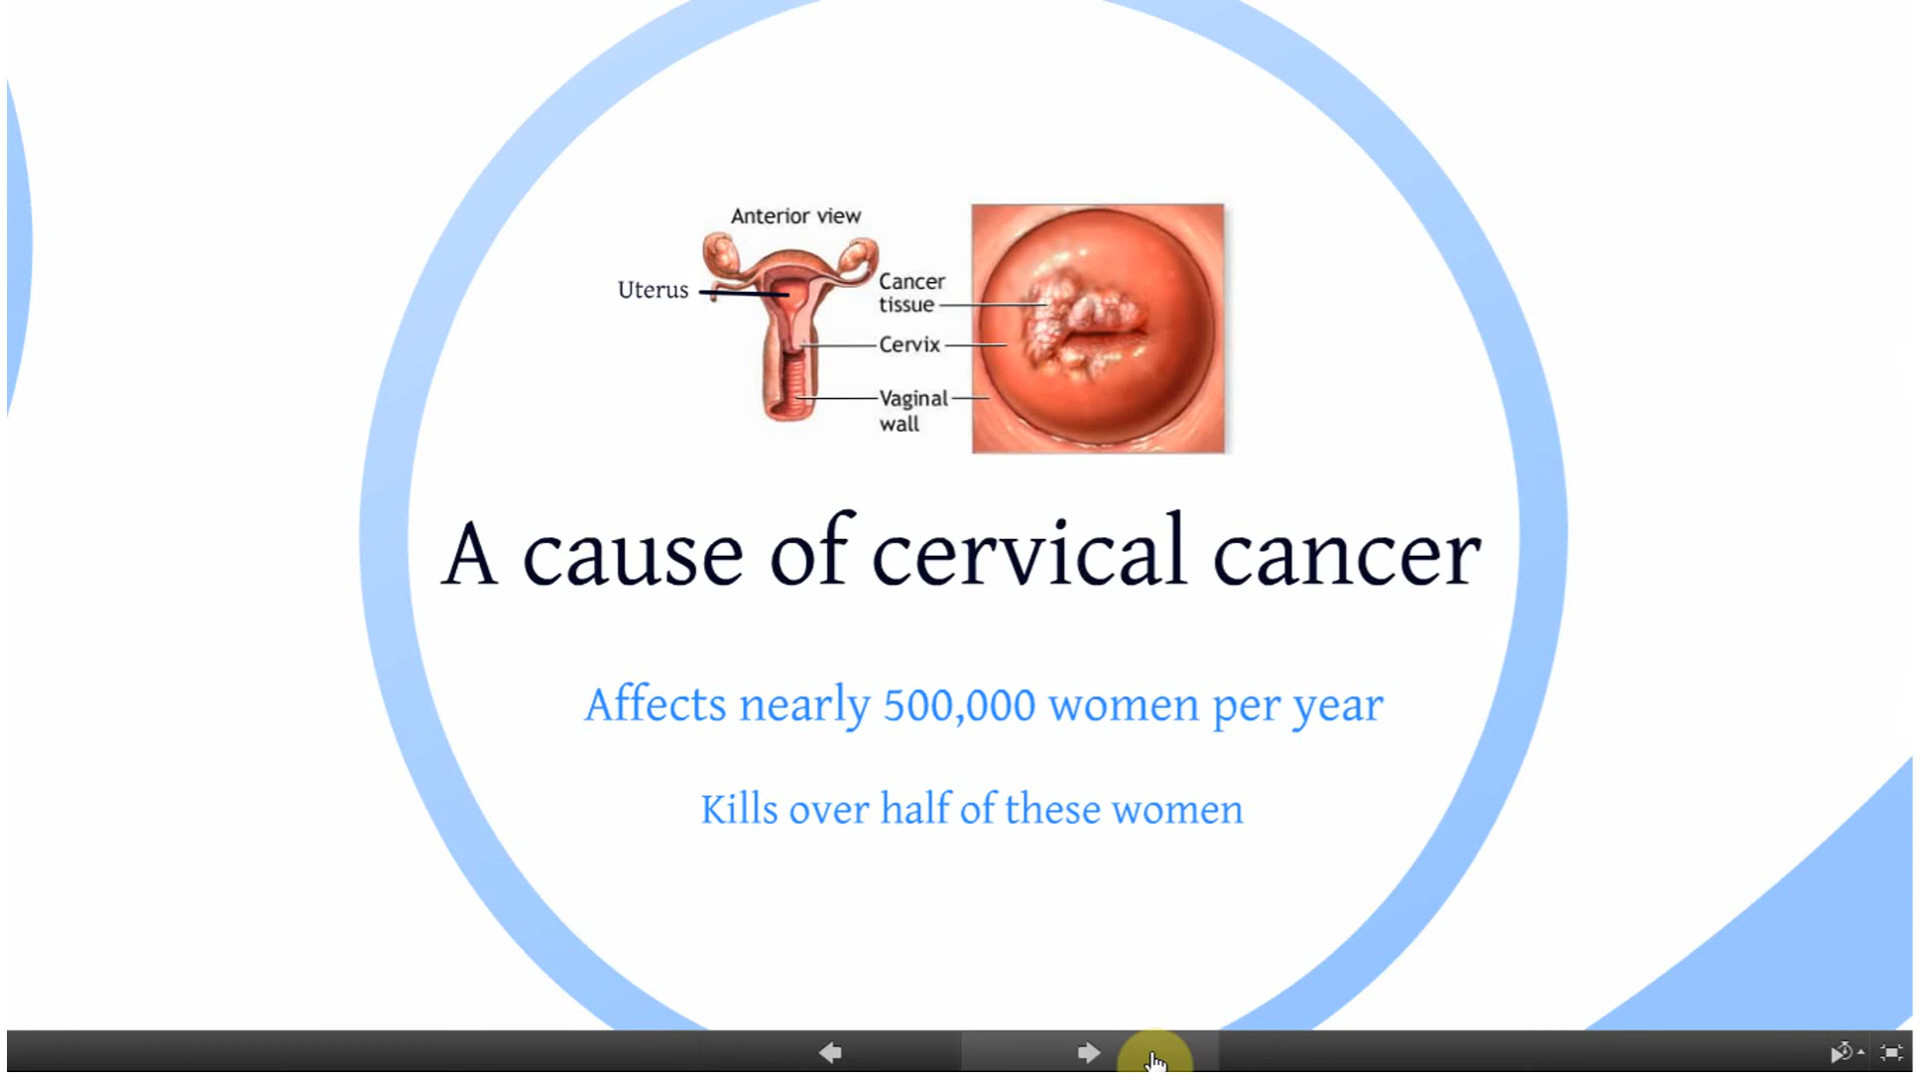 Anterior view
Uterus
Cancer
tissue
Cervix
Vaginal
wall
A cause of cervical cancer
Affects nearly 500,000 women per year
Kills over half of these women